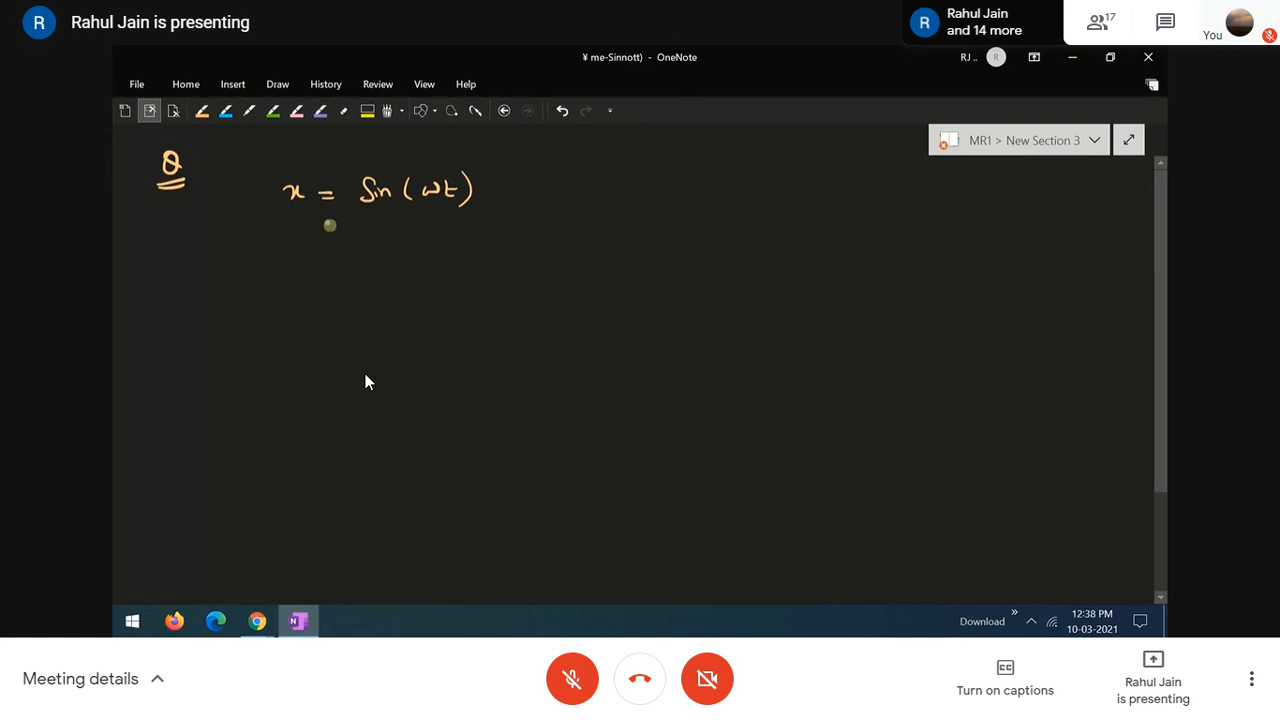 R Rahul Jain is presenting
R Rahul Jain and 14 more
17
You
¥ me-Sinnott) - OneNote
RJ .. R
File Home Insert Draw History Review View Help
MR1 > New Section 3
Q
x = Sin(ωt)
N
Download
»
12:38 PM
10-03-2021
Meeting details
CC
Turn on captions
Rahul Jain
is presenting